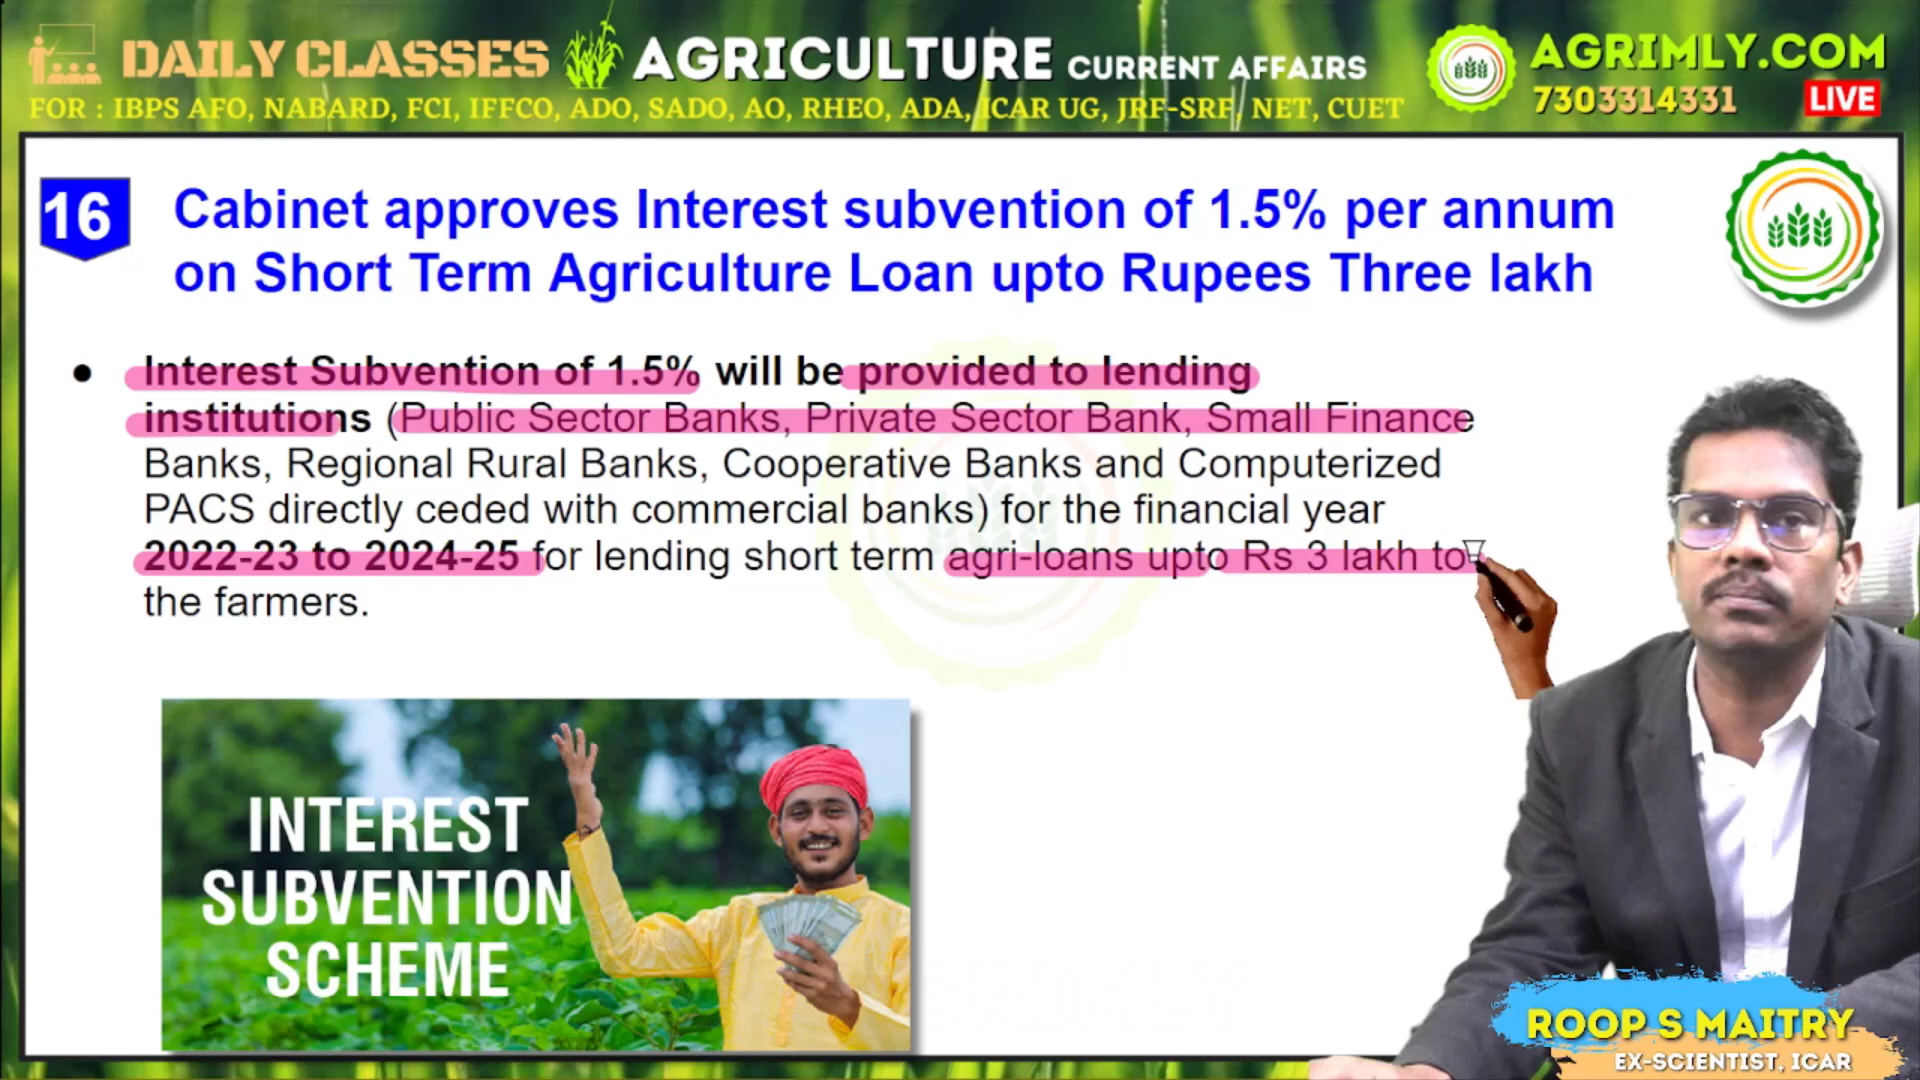 DAILY CLASSES AGRICULTURE CURRENT AFFAIRS
FOR : IBPS AFO, NABARD, FCI, IFFCO, ADO, SADO, AO, RHEO, ADA, ICAR UG, JRF-SRF, NET, CUET
AGRIMLY.COM
7303314331 LIVE
16
Cabinet approves Interest subvention of 1.5% per annum
on Short Term Agriculture Loan upto Rupees Three lakh
● Interest Subvention of 1.5% will be provided to lending
institutions (Public Sector Banks, Private Sector Bank, Small Finance
Banks, Regional Rural Banks, Cooperative Banks and Computerized
PACS directly ceded with commercial banks) for the financial year
2022-23 to 2024-25 for lending short term agri-loans upto Rs 3 lakh to
the farmers.
INTEREST
SUBVENTION
SCHEME
ROOP S MAITRY
EX-SCIENTIST, ICAR